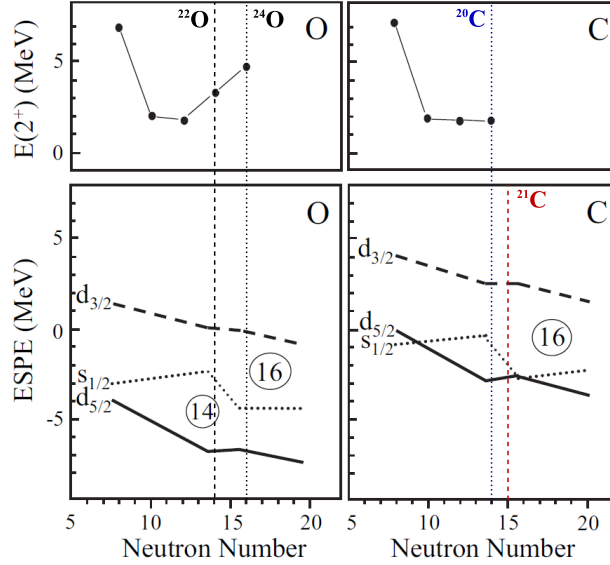 ²²O
²⁴O
O
²⁰C
C
E(2⁺) (MeV)
5
0
O
²¹C
C
d3/2
s1/2
d5/2
14
16
d3/2
d5/2
s1/2
16
ESPE (MeV)
5
0
-5
5
10
15
20
10
15
20
Neutron Number
Neutron Number